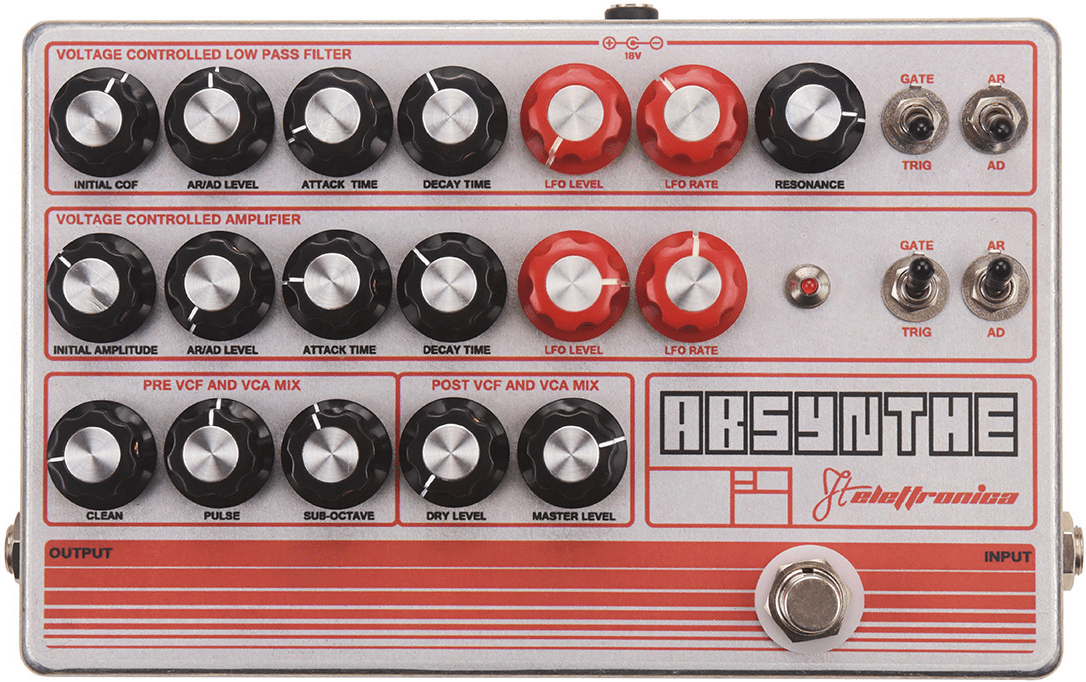 18V
VOLTAGE CONTROLLED LOW PASS FILTER
GATE
AR
TRIG
AD
INITIAL COF
AR/AD LEVEL
ATTACK TIME
DECAY TIME
LFO LEVEL
LFO RATE
RESONANCE
VOLTAGE CONTROLLED AMPLIFIER
GATE
AR
TRIG
AD
INITIAL AMPLITUDE
AR/AD LEVEL
ATTACK TIME
DECAY TIME
LFO LEVEL
LFO RATE
PRE VCF AND VCA MIX
POST VCF AND VCA MIX
CLEAN
PULSE
SUB-OCTAVE
DRY LEVEL
MASTER LEVEL
ABSYNTHE
Jt elettronica
OUTPUT
INPUT